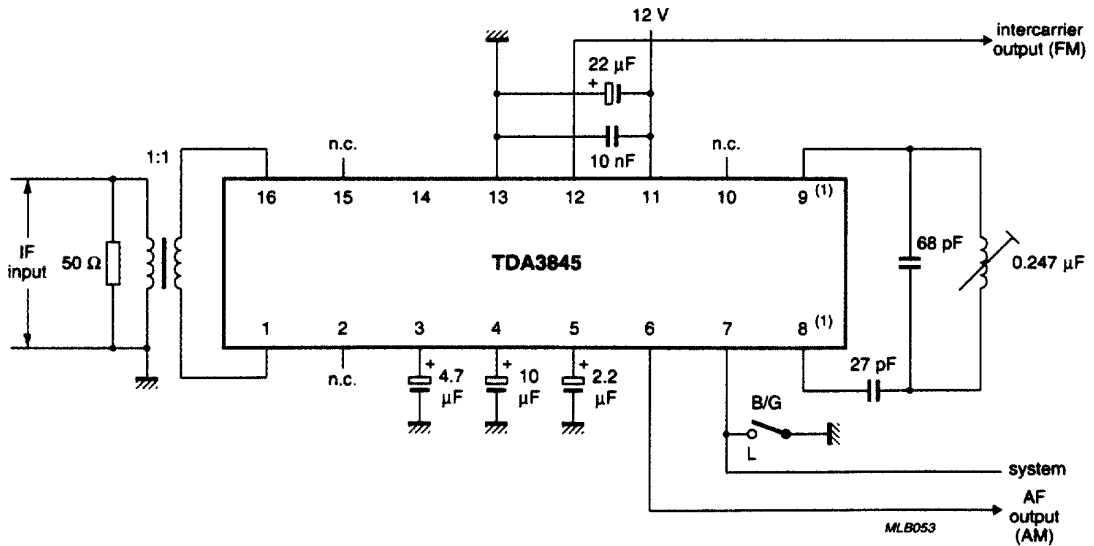 12 V
intercarrier
output (FM)
22 µF
+
10 nF
n.c.
n.c.
1:1
16 15 14 13 12 11 10 9 (1)
IF
input
50 Ω
TDA3845
68 pF
0.247 µF
1 2 3 4 5 6 7 8 (1)
n.c.
+
4.7
µF
+
10
µF
+
2.2
µF
27 pF
B/G
L
system
AF
output
(AM)
MLB053